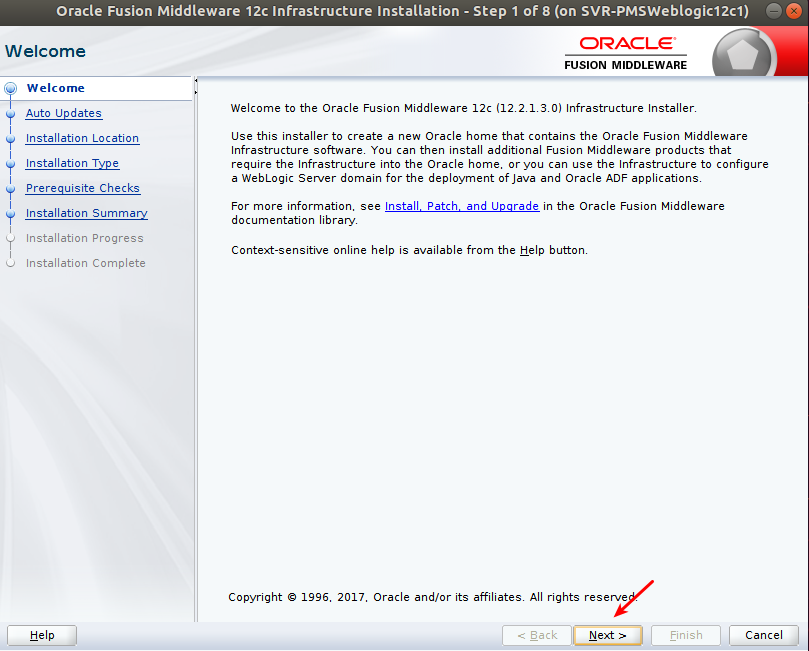 Oracle Fusion Middleware 12c Infrastructure Installation - Step 1 of 8 (on SVR-PMSWeblogic12c1)
Welcome
ORACLE
FUSION MIDDLEWARE
Welcome
Auto Updates
Installation Location
Installation Type
Prerequisite Checks
Installation Summary
Installation Progress
Installation Complete
Welcome to the Oracle Fusion Middleware 12c (12.2.1.3.0) Infrastructure Installer.
Use this installer to create a new Oracle home that contains the Oracle Fusion Middleware
Infrastructure software. You can then install additional Fusion Middleware products that
require the Infrastructure into the Oracle home, or you can use the Infrastructure to configure
a WebLogic Server domain for the deployment of Java and Oracle ADF applications.
For more information, see Install, Patch, and Upgrade in the Oracle Fusion Middleware
documentation library.
Context-sensitive online help is available from the Help button.
Copyright © 1996, 2017, Oracle and/or its affiliates. All rights reserved.
Help
< Back
Next >
Finish
Cancel